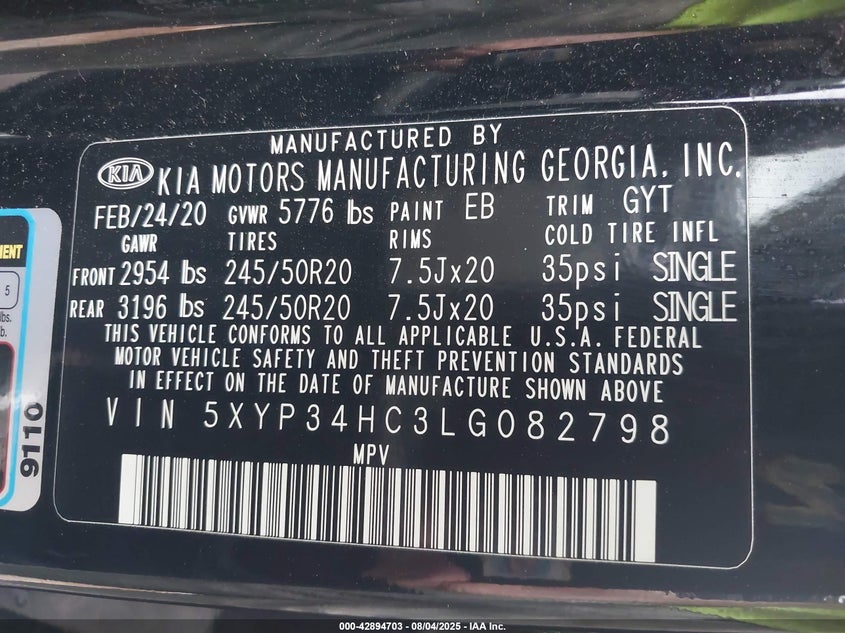 MANUFACTURED BY
KIA KIA MOTORS MANUFACTURING GEORGIA, INC.
FEB/24/20 GVWR 5776 lbs PAINT EB TRIM GYT
GAWR TIRES RIMS COLD TIRE INFL
FRONT 2954 lbs 245/50R20 7.5Jx20 35psi SINGLE
REAR 3196 lbs 245/50R20 7.5Jx20 35psi SINGLE
THIS VEHICLE CONFORMS TO ALL APPLICABLE U.S.A. FEDERAL
MOTOR VEHICLE SAFETY AND THEFT PREVENTION STANDARDS
IN EFFECT ON THE DATE OF MANUFACTURE SHOWN ABOVE
VIN 5XYP34HC3LG082798
MPV
5
lbs.
9110
000-42894703 - 08/04/2025 - IAA Inc.